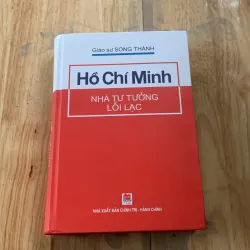 Giáo sư SONG THÀNH
Hồ Chí Minh
NHÀ TƯ TƯỞNG
LỖI LẠC
NHÀ XUẤT BẢN CHÍNH TRỊ - HÀNH CHÍNH